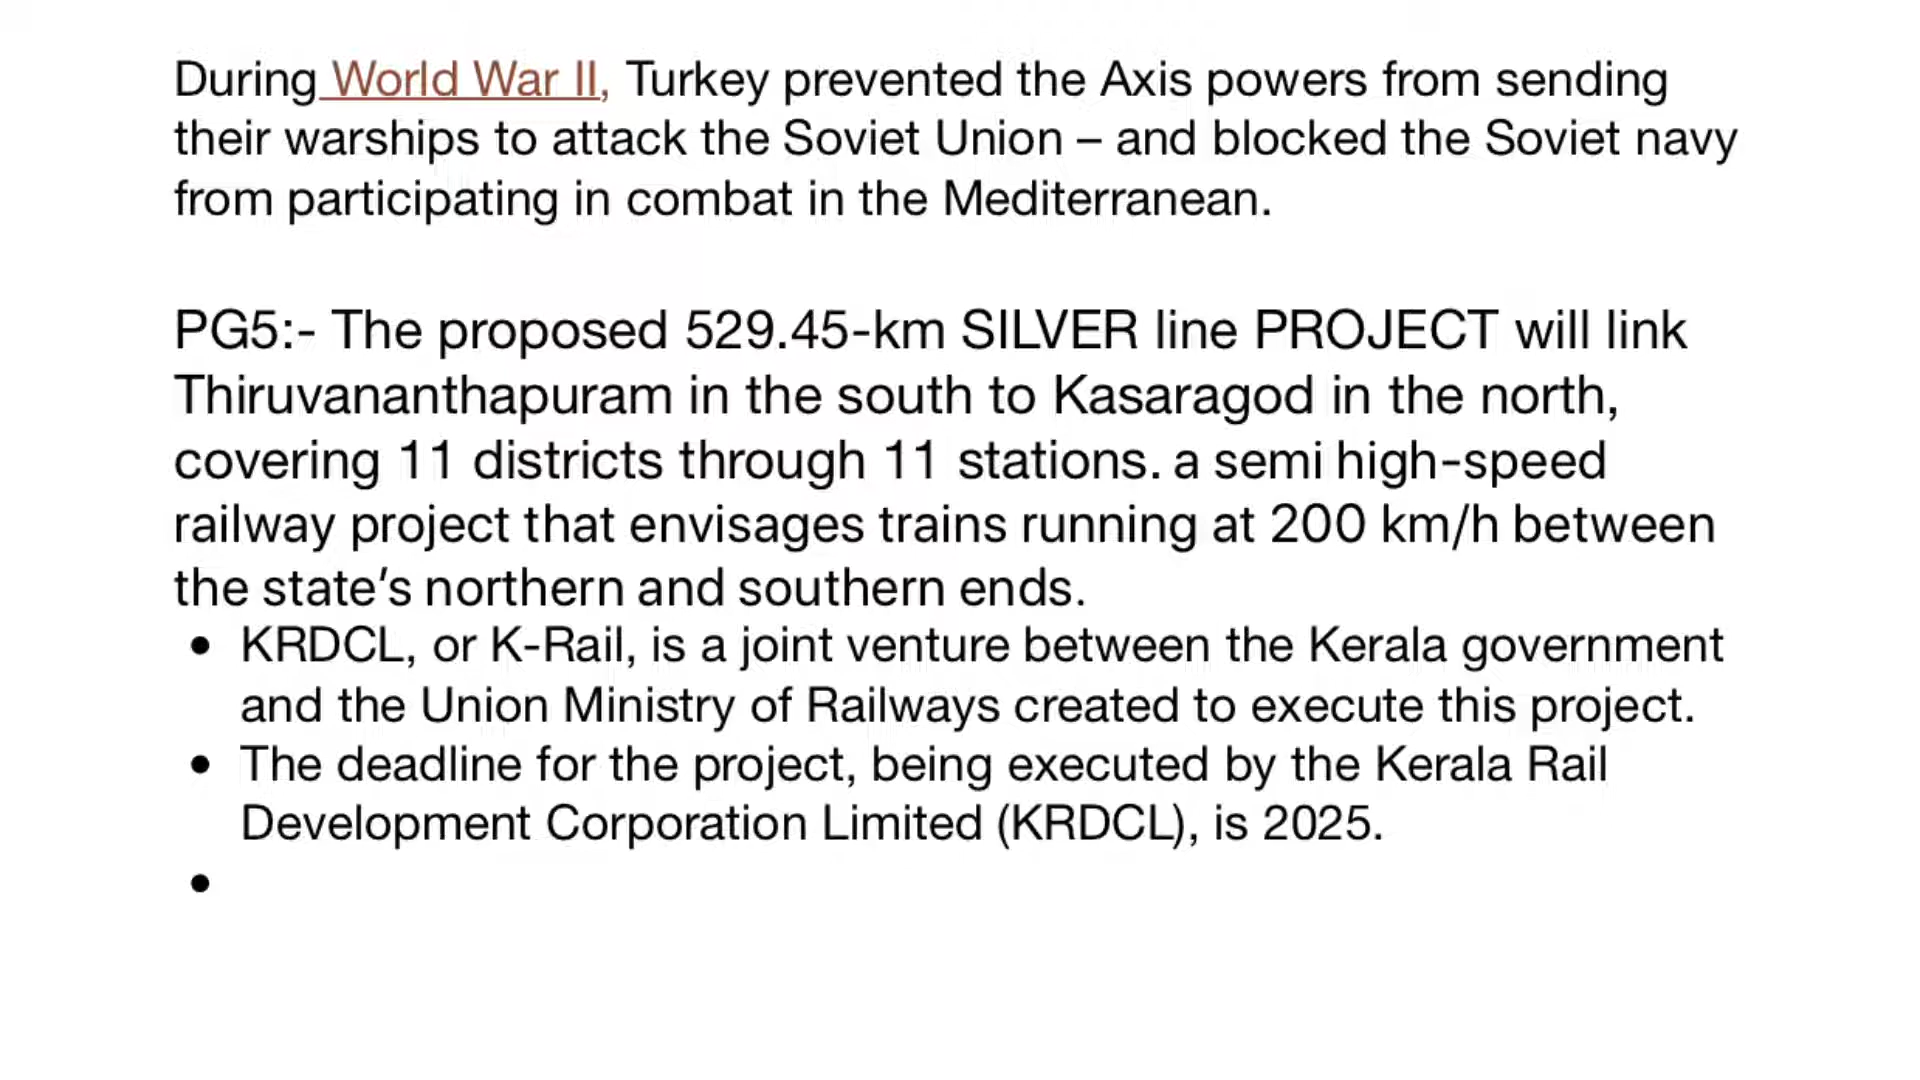 During World War II, Turkey prevented the Axis powers from sending
their warships to attack the Soviet Union – and blocked the Soviet navy
from participating in combat in the Mediterranean.
PG5:- The proposed 529.45-km SILVER line PROJECT will link
Thiruvananthapuram in the south to Kasaragod in the north,
covering 11 districts through 11 stations. a semi high-speed
railway project that envisages trains running at 200 km/h between
the state’s northern and southern ends.
• KRDCL, or K-Rail, is a joint venture between the Kerala government
and the Union Ministry of Railways created to execute this project.
• The deadline for the project, being executed by the Kerala Rail
Development Corporation Limited (KRDCL), is 2025.
•